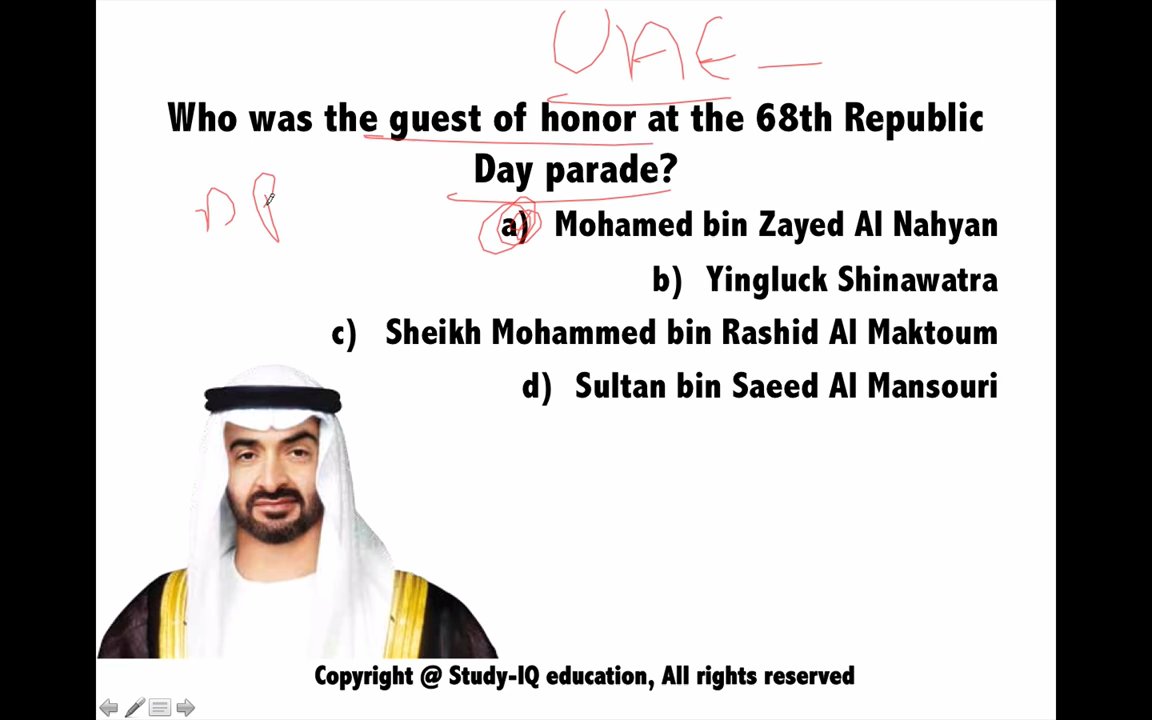 UAE
Who was the guest of honor at the 68th Republic
Day parade?
a) Mohamed bin Zayed Al Nahyan
b) Yingluck Shinawatra
c) Sheikh Mohammed bin Rashid Al Maktoum
d) Sultan bin Saeed Al Mansouri
Copyright @ Study-IQ education, All rights reserved